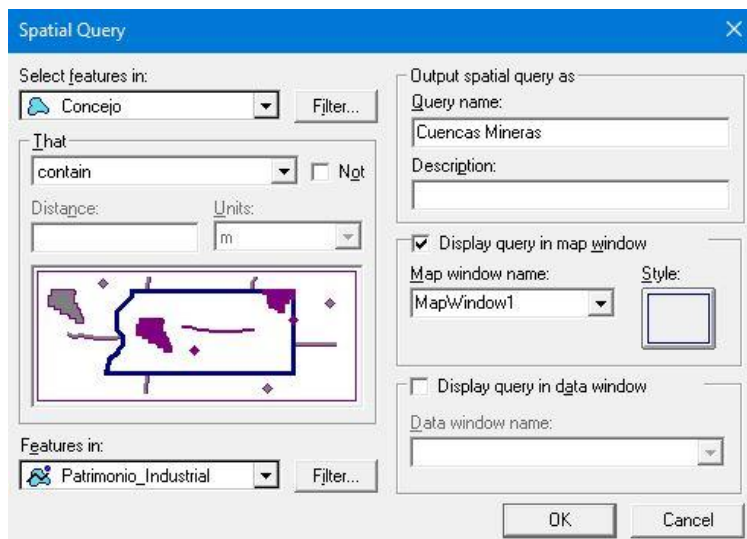 Spatial Query
Select features in:
Concejo
Filter...
That
contain
Not
Distance:
Units:
m
Features in:
Patrimonio_Industrial
Filter...
Output spatial query as
Query name:
Cuencas Mineras
Description:
Display query in map window
Map window name:
Style:
MapWindow1
Display query in data window
Data window name:
OK
Cancel